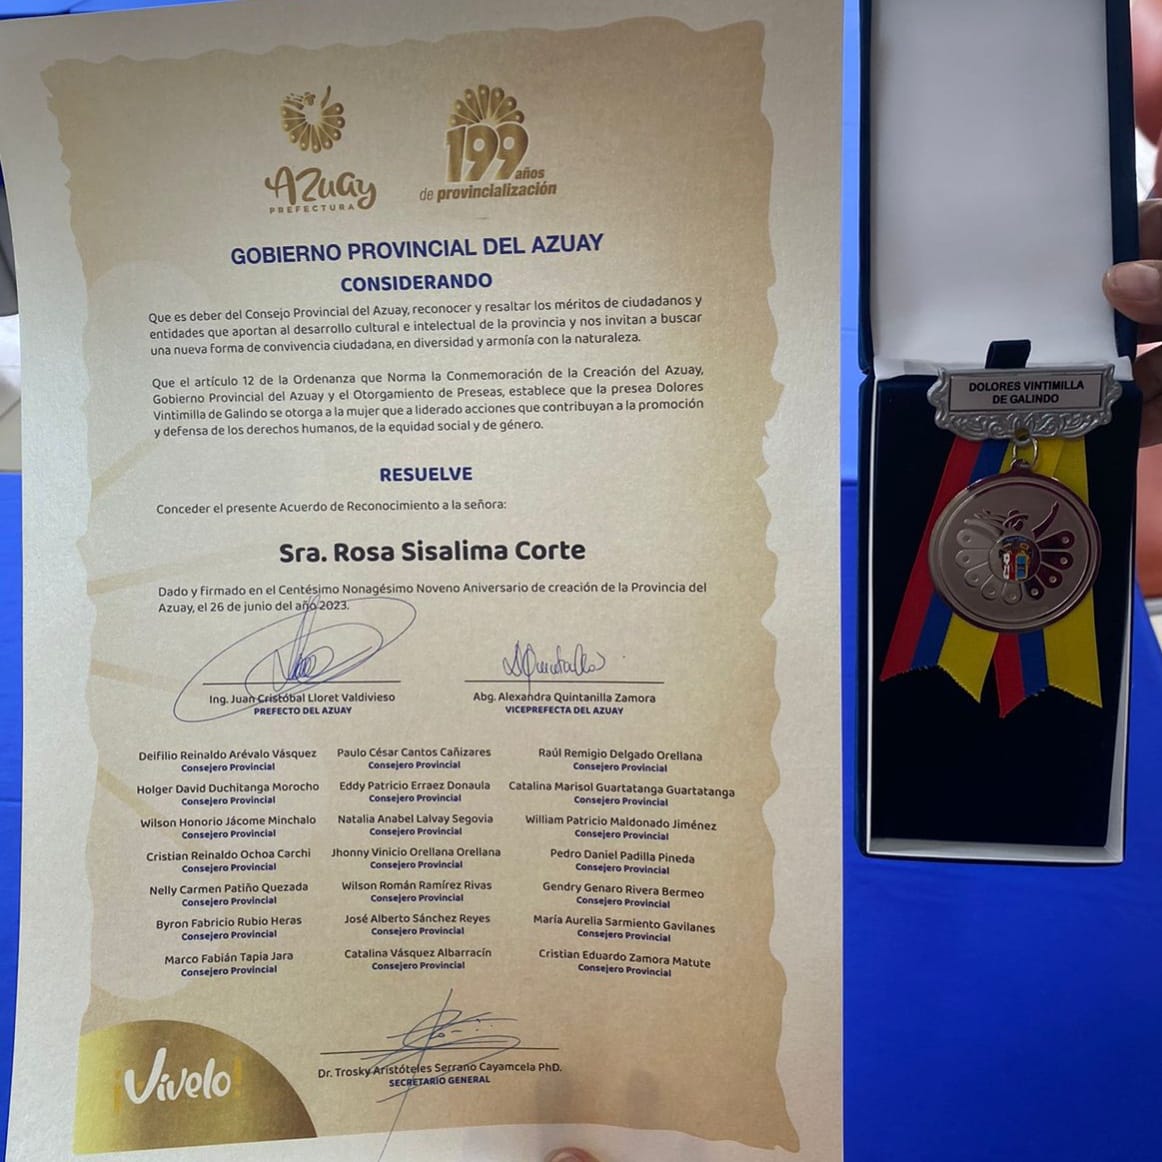 Azuay
PREFECTURA
199
años
de provincialización
GOBIERNO PROVINCIAL DEL AZUAY
CONSIDERANDO
Que es deber del Consejo Provincial del Azuay, reconocer y resaltar los méritos de ciudadanos y
entidades que aportan al desarrollo cultural e intelectual de la provincia y nos invitan a buscar
una nueva forma de convivencia ciudadana, en diversidad y armonía con la naturaleza.
Que el artículo 12 de la Ordenanza que Norma la Conmemoración de la Creación del Azuay,
Gobierno Provincial del Azuay y el Otorgamiento de Preseas, establece que la presea Dolores
Vintimilla de Galindo se otorga a la mujer que a liderado acciones que contribuyan a la promoción
y defensa de los derechos humanos, de la equidad social y de género.
RESUELVE
Conceder el presente Acuerdo de Reconocimiento a la señora:
Sra. Rosa Sisalima Corte
Dado y firmado en el Centésimo Nonagésimo Noveno Aniversario de creación de la Provincia del
Azuay, el 26 de junio del año 2023.
Ing. Juan Cristóbal Lloret Valdivieso
PREFECTO DEL AZUAY
Abg. Alexandra Quintanilla Zamora
VICEPREFECTA DEL AZUAY
Delfilio Reinaldo Arévalo Vásquez
Consejero Provincial
Paulo César Cantos Cañizares
Consejero Provincial
Raúl Remigio Delgado Orellana
Consejero Provincial
Holger David Duchitanga Morocho
Consejero Provincial
Eddy Patricio Erraez Donaula
Consejero Provincial
Catalina Marisol Guartatanga Guartatanga
Consejero Provincial
Wilson Honorio Jácome Minchalo
Consejero Provincial
Natalia Anabel Lalvay Segovia
Consejero Provincial
William Patricio Maldonado Jiménez
Consejero Provincial
Cristian Reinaldo Ochoa Carchi
Consejero Provincial
Jhonny Vinicio Orellana Orellana
Consejero Provincial
Pedro Daniel Padilla Pineda
Consejero Provincial
Nelly Carmen Patiño Quezada
Consejero Provincial
Wilson Román Ramírez Rivas
Consejero Provincial
Gendry Genaro Rivera Bermeo
Consejero Provincial
Byron Fabricio Rubio Heras
Consejero Provincial
José Alberto Sánchez Reyes
Consejero Provincial
María Aurelia Sarmiento Gavilanes
Consejero Provincial
Marco Fabián Tapia Jara
Consejero Provincial
Catalina Vásquez Albarracín
Consejero Provincial
Cristian Eduardo Zamora Matute
Consejero Provincial
Dr. Trosky Aristóteles Serrano Cayamcela PhD.
SECRETARIO GENERAL
¡Vívelo!
DOLORES VINTIMILLA
DE GALINDO